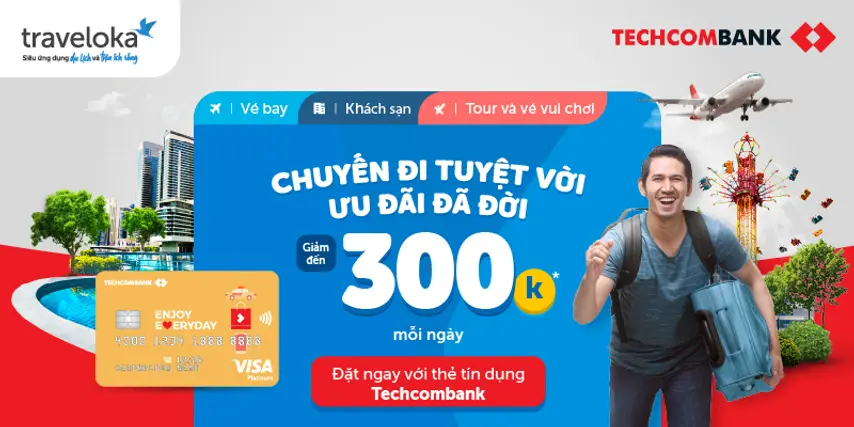 traveloka
Siêu ứng dụng du lịch và tiện ích sống
TECHCOMBANK
Vé bay | Khách sạn | Tour và vé vui chơi
CHUYẾN ĐI TUYỆT VỜI
ƯU ĐÃI ĐÃ ĐỜI
Giảm đến
300k*
mỗi ngày
Đặt ngay với thẻ tín dụng
Techcombank
TECHCOMBANK
ENJOY
EVERYDAY
VISA
Platinum